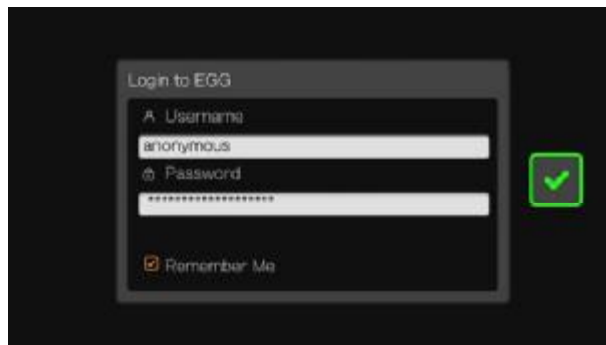 Login to EGG
Username
anonymous
Password
*******************
Remember Me